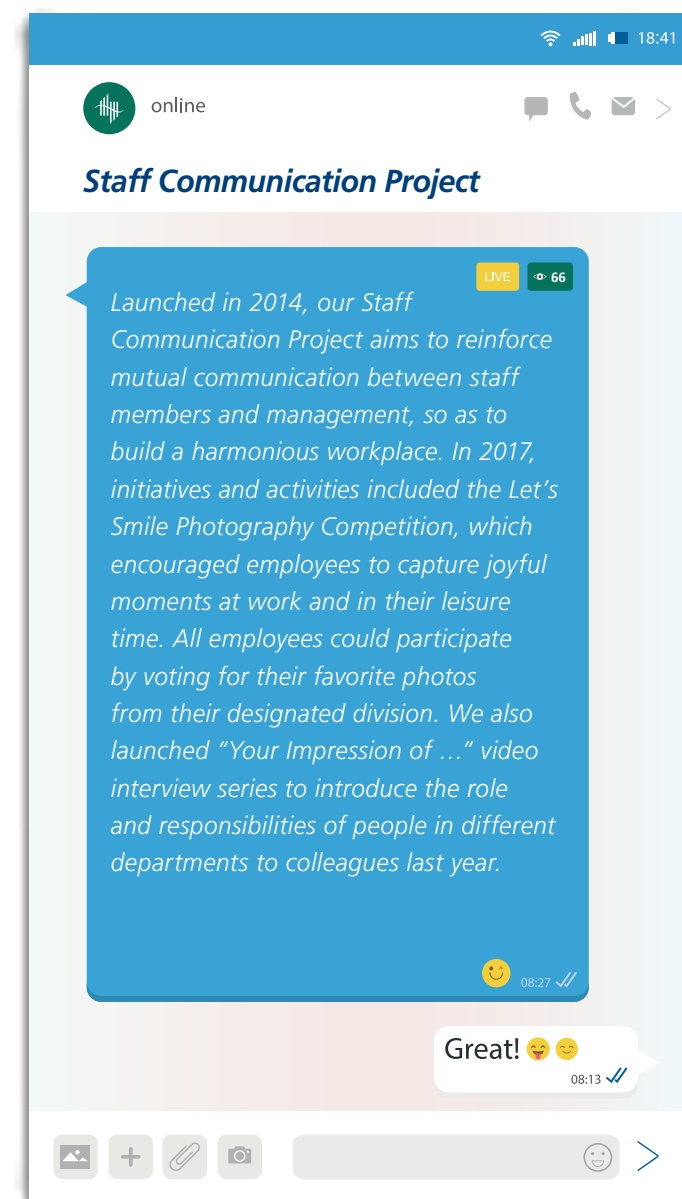 18:41
online
Staff Communication Project
LIVE
66
Launched in 2014, our Staff
Communication Project aims to reinforce
mutual communication between staff
members and management, so as to
build a harmonious workplace. In 2017,
initiatives and activities included the Let’s
Smile Photography Competition, which
encouraged employees to capture joyful
moments at work and in their leisure
time. All employees could participate
by voting for their favorite photos
from their designated division. We also
launched “Your Impression of ...” video
interview series to introduce the role
and responsibilities of people in different
departments to colleagues last year.
08:27
Great!
08:13